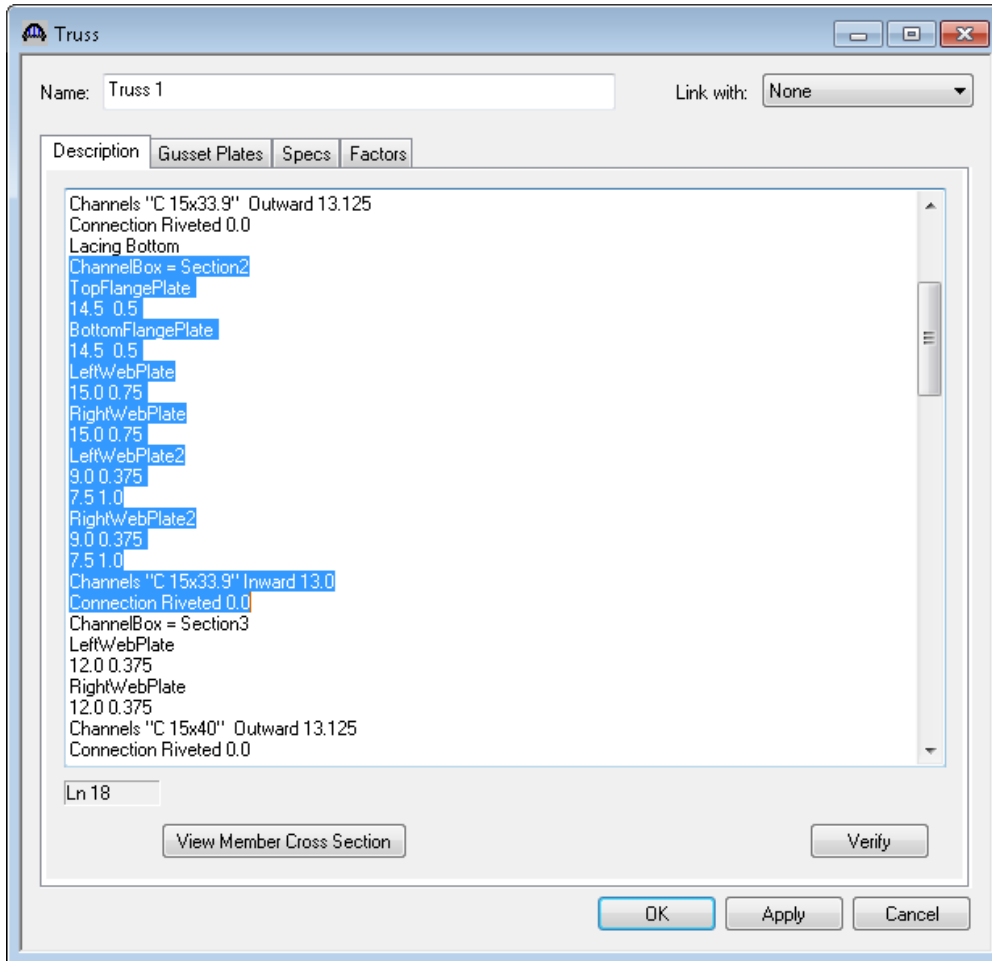 Truss
Name: Truss 1 Link with: None
Description Gusset Plates Specs Factors
Channels "C 15x33.9" Outward 13.125
Connection Riveted 0.0
Lacing Bottom
ChannelBox = Section2
TopFlangePlate
14.5 0.5
BottomFlangePlate
14.5 0.5
LeftWebPlate
15.0 0.75
RightWebPlate
15.0 0.75
LeftWebPlate2
9.0 0.375
7.5 1.0
RightWebPlate2
9.0 0.375
7.5 1.0
Channels "C 15x33.9" Inward 13.0
Connection Riveted 0.0
ChannelBox = Section3
LeftWebPlate
12.0 0.375
RightWebPlate
12.0 0.375
Channels "C 15x40" Outward 13.125
Connection Riveted 0.0
Ln 18
View Member Cross Section Verify
OK Apply Cancel